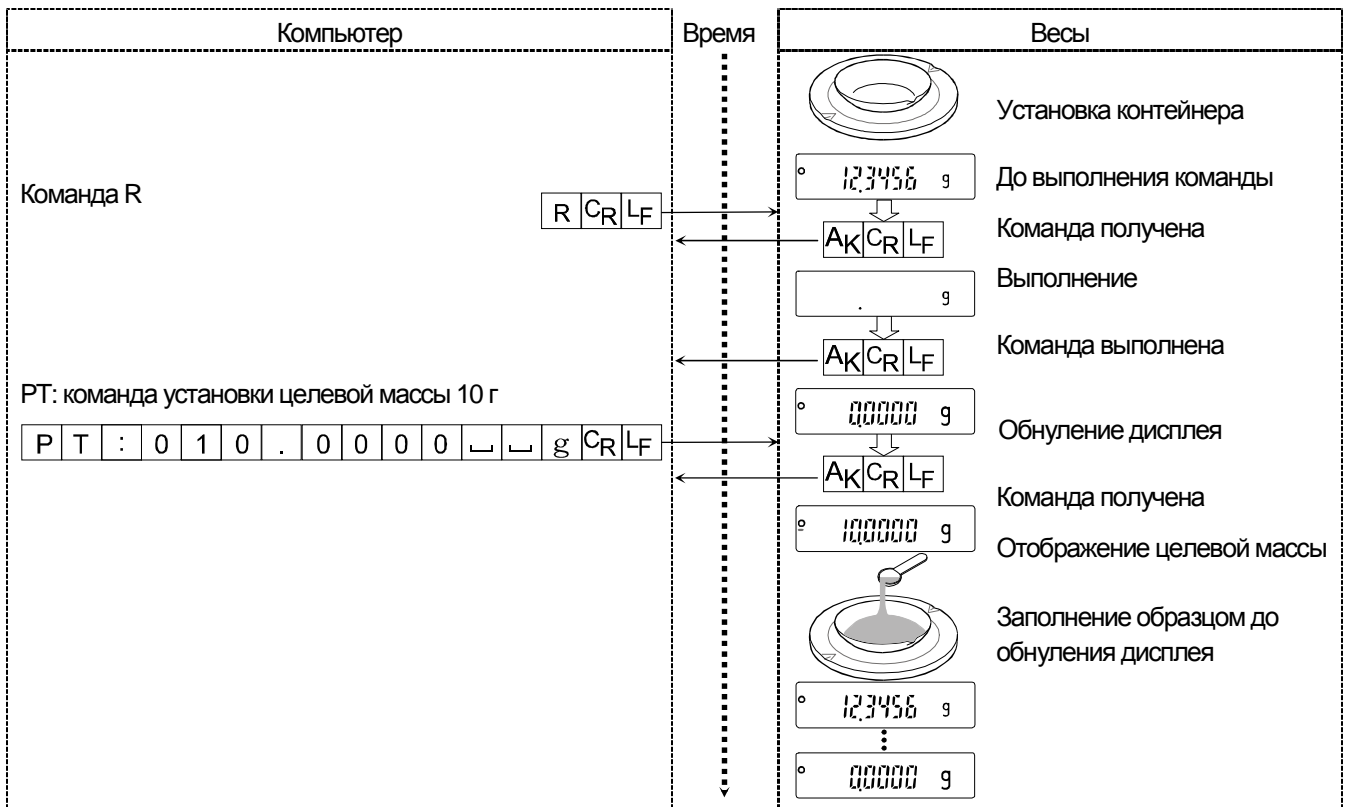 Компьютер
Время
Весы
Установка контейнера
12.3456 g
До выполнения команды
Команда R
R CR LF
AK CR LF
Команда получена
. g
Выполнение
AK CR LF
Команда выполнена
PT: команда установки целевой массы 10 г
0.0000 g
Обнуление дисплея
P T : 0 1 0 . 0 0 0 0 ⎵ ⎵ g CR LF
AK CR LF
Команда получена
10.0000 g
Отображение целевой массы
Заполнение образцом до
обнуления дисплея
12.3456 g
0.0000 g